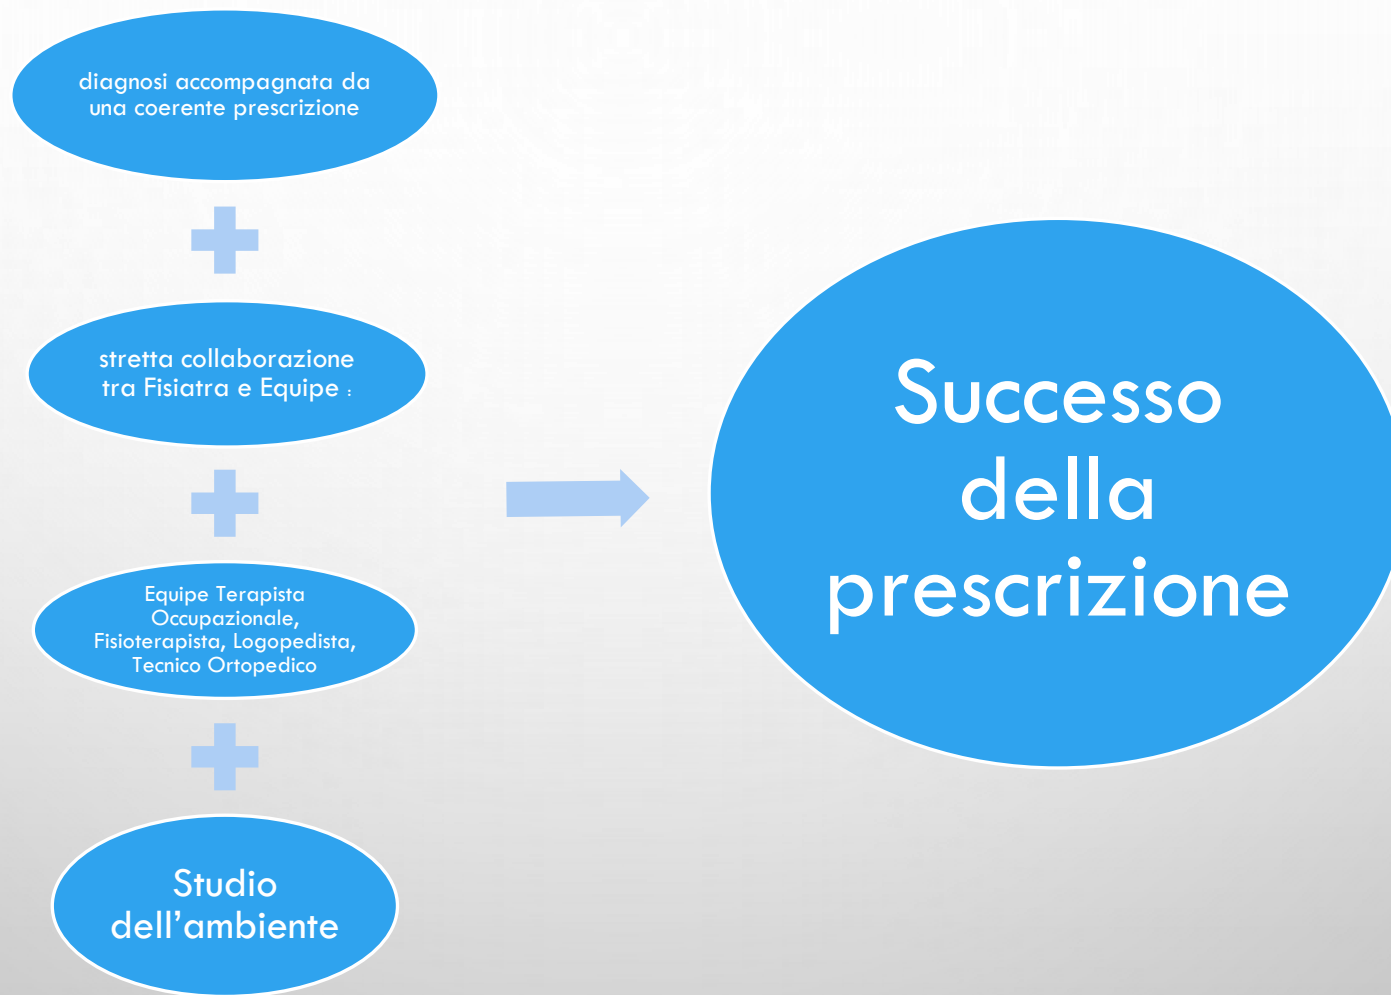 diagnosi accompagnata da
una coerente prescrizione
stretta collaborazione
tra Fisiatra e Equipe :
Equipe Terapista
Occupazionale,
Fisioterapista, Logopedista,
Tecnico Ortopedico
Studio
dell’ambiente
Successo
della
prescrizione